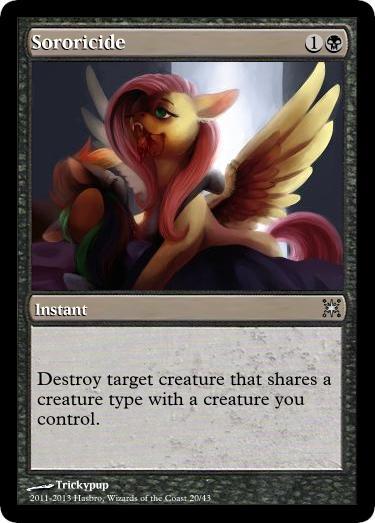 Sororicide 1
Instant
Destroy target creature that shares a
creature type with a creature you
control.
Trickypup
2011-2013 Hasbro, Wizards of the Coast 20/43